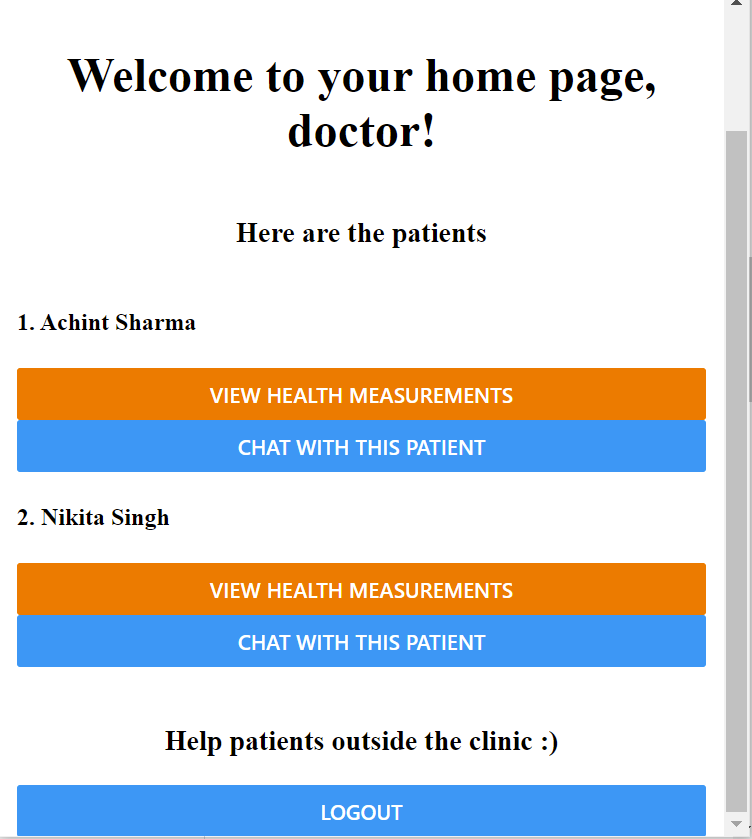 Welcome to your home page,
doctor!
Here are the patients
1. Achint Sharma
VIEW HEALTH MEASUREMENTS
CHAT WITH THIS PATIENT
2. Nikita Singh
VIEW HEALTH MEASUREMENTS
CHAT WITH THIS PATIENT
Help patients outside the clinic :)
LOGOUT